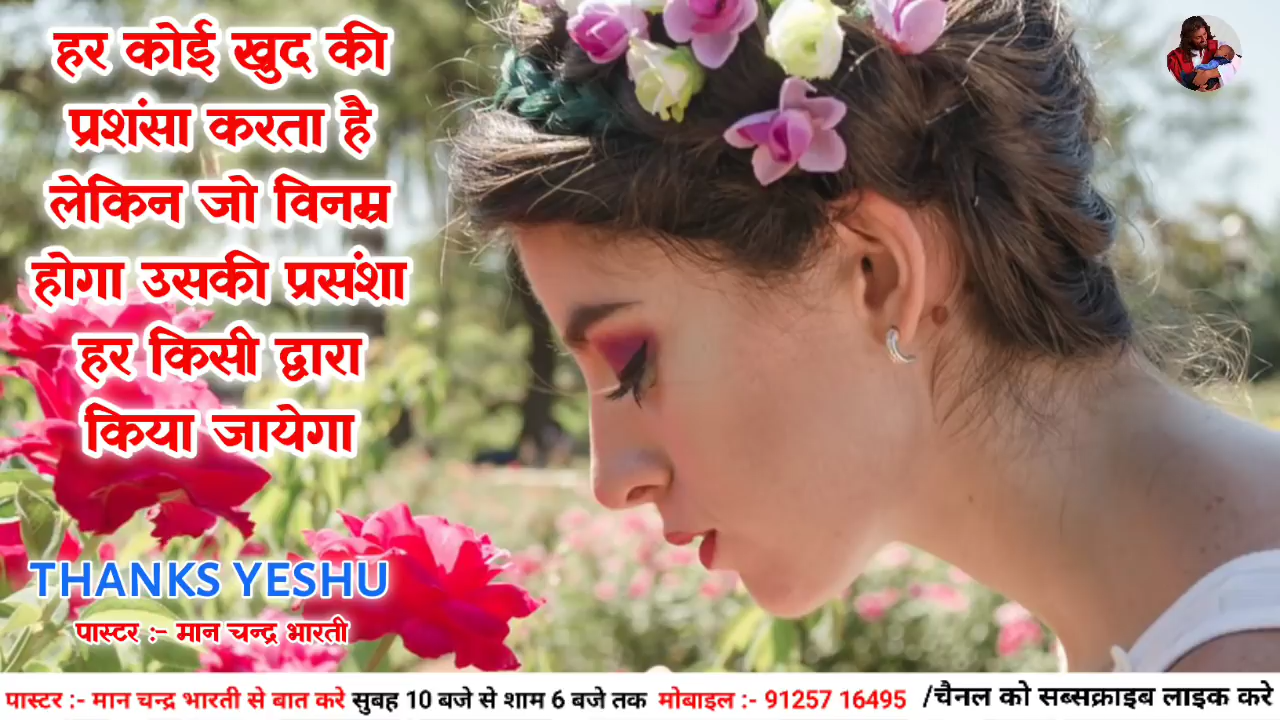 हर कोई खुद की
प्रशंसा करता है
लेकिन जो विनम्र
होगा उसकी प्रसंशा
हर किसी द्वारा
किया जायेगा
THANKS YESHU
पास्टर :- मान चन्द्र भारती
पास्टर :- मान चन्द्र भारती से बात करे सुबह 10 बजे से शाम 6 बजे तक मोबाइल :- 91257 16495 /चैनल को सब्सक्राइब लाइक करे